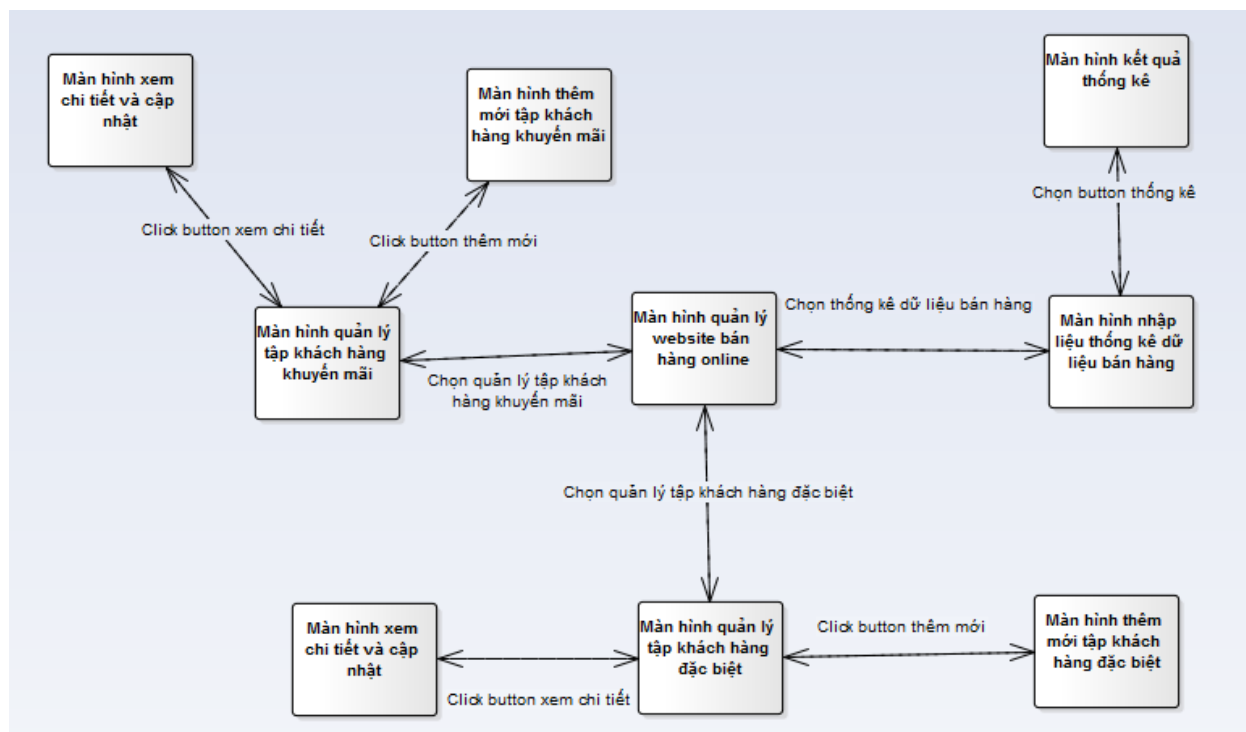 Màn hình xem
chi tiết và cập
nhật
Màn hình thêm
mới tập khách
hàng khuyến mãi
Màn hình kết quả
thống kê
Click button xem chi tiết
Click button thêm mới
Chọn button thống kê
Màn hình quản lý
tập khách hàng
khuyến mãi
Chọn quản lý tập khách
hàng khuyến mãi
Màn hình quản lý
website bán
hàng online
Chọn thống kê dữ liệu bán hàng
Màn hình nhập
liệu thống kê dữ
liệu bán hàng
Chọn quản lý tập khách hàng đặc biệt
Màn hình xem
chi tiết và cập
nhật
Click button xem chi tiết
Màn hình quản lý
tập khách hàng
đặc biệt
Click button thêm mới
Màn hình thêm
mới tập khách
hàng đặc biệt